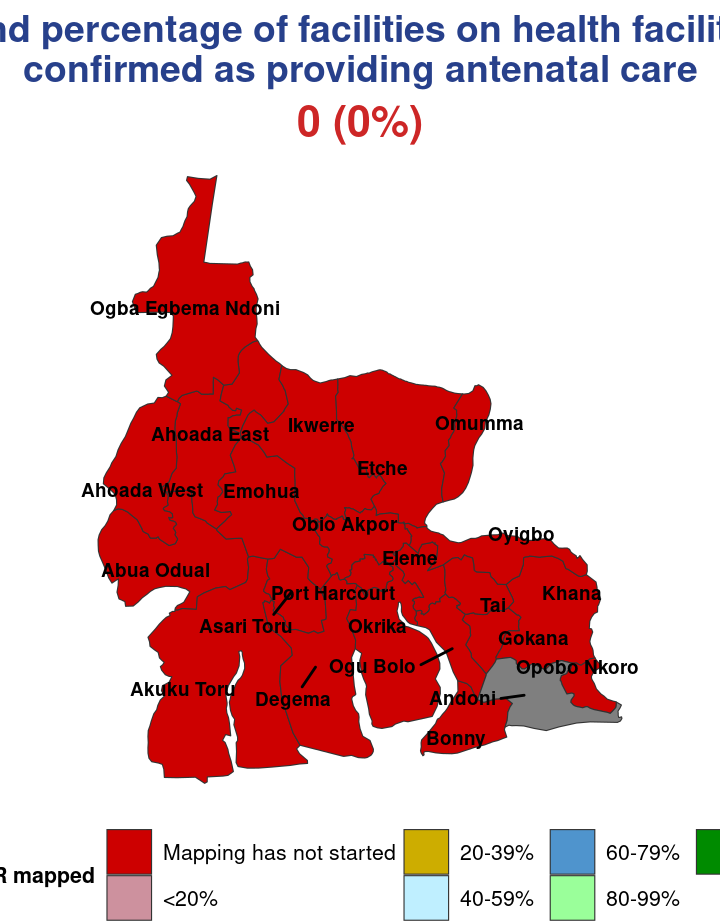 nd percentage of facilities on health facilit
confirmed as providing antenatal care
0 (0%)
Ogba Egbema Ndoni
Ikwerre
Omumma
Ahoada East
Etche
Ahoada West
Emohua
Obio Akpor
Oyigbo
Eleme
Abua Odual
Port Harcourt
Khana
Tai
Asari Toru
Okrika
Gokana
Ogu Bolo
Opobo Nkoro
Akuku Toru
Degema
Andoni
Bonny
R mapped
Mapping has not started
20-39%
60-79%
<20%
40-59%
80-99%